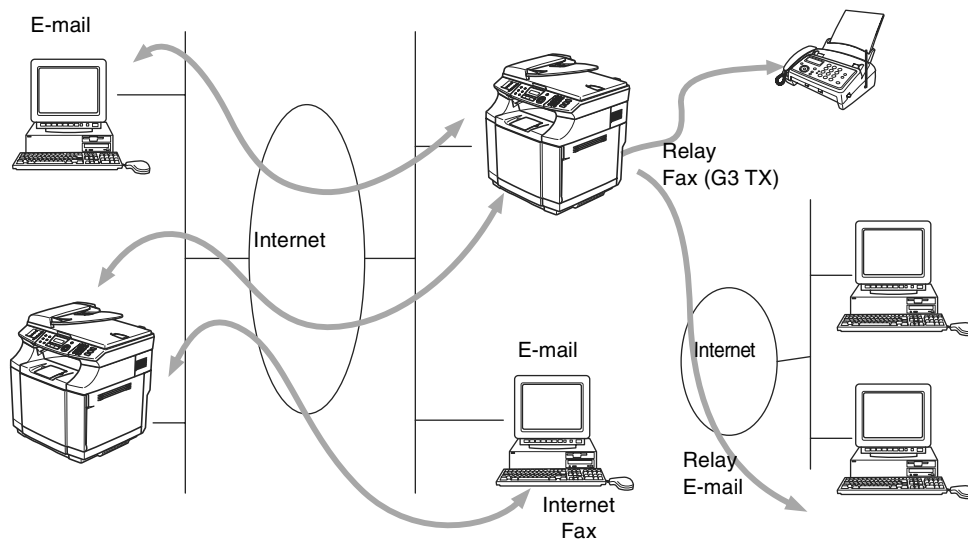 E-mail
Internet
Relay
Fax (G3 TX)
E-mail
Internet
Fax
Internet
Relay
E-mail